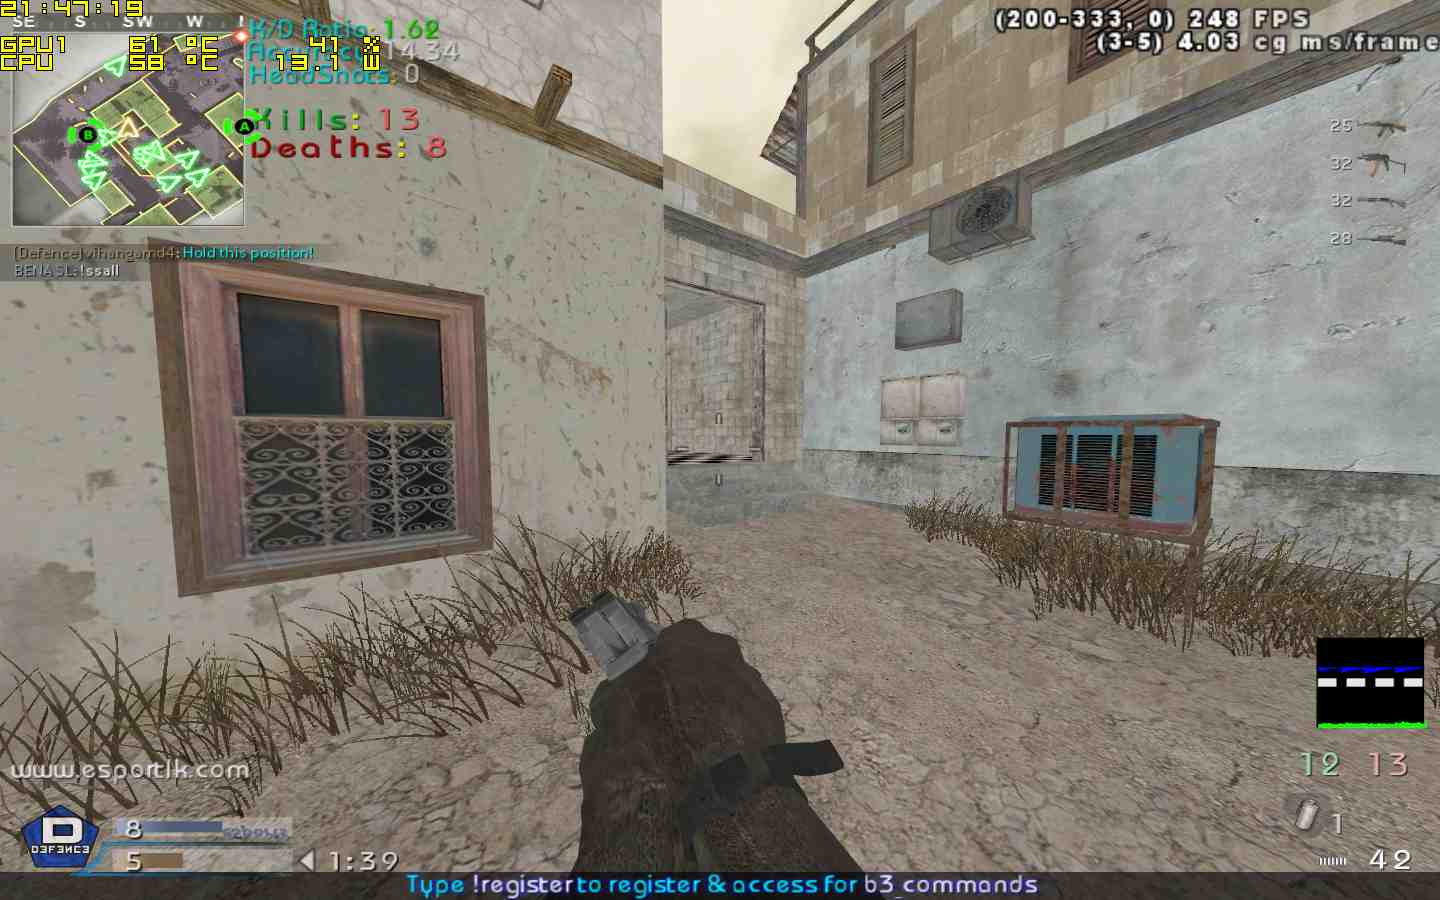 21:47:19
SE S SW W N
GPU1 61 °C 41 %
CPU 58 °C 13.1 W
K/D Ratio: 1.62
Accuracy: 14.34
HeadShots: 0
Kills: 13
Deaths: 8
B
A
(200-333, 0) 248 FPS
(3-5) 4.03 cg ms/frame
25
32
32
28
[Defence]vihangamd4: Hold this position!
BENA SL: !ssall
www.esportlk.com
D
D3F3NC3
8
5
1:39
12 13
1
42
Type !register to register & access for b3 commands